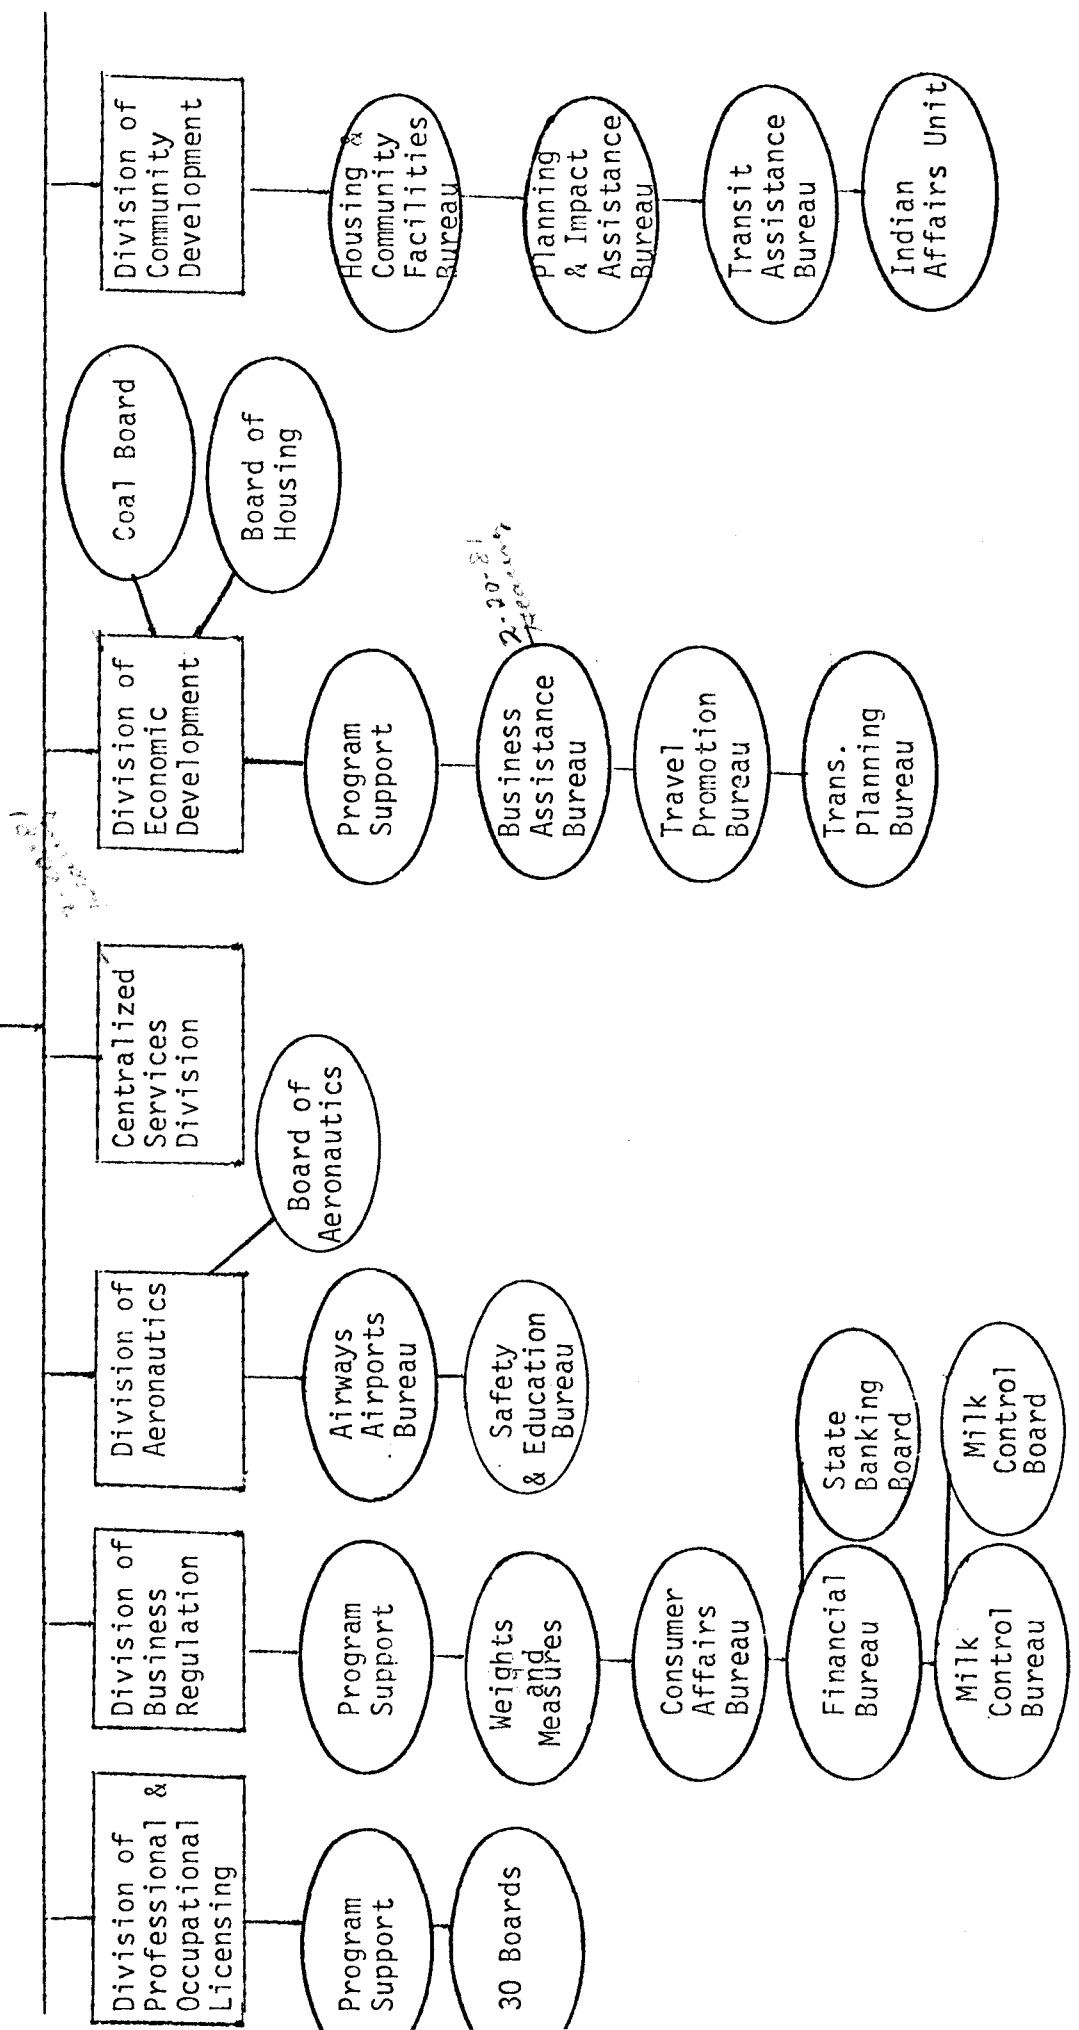 Division of
Professional &
Occupational
Licensing
Program
Support
30 Boards
Division of
Business
Regulation
Program
Support
Weights
and
Measures
Consumer
Affairs
Bureau
Financial
Bureau
State
Banking
Board
Milk
Control
Bureau
Milk
Control
Board
Division of
Aeronautics
Board of
Aeronautics
Airways
Airports
Bureau
Safety
& Education
Bureau
Centralized
Services
Division
Division of
Economic
Development
Coal Board
Board of
Housing
Program
Support
Business
Assistance
Bureau
2-20-81
Hearing
Travel
Promotion
Bureau
Trans.
Planning
Bureau
Division of
Community
Development
Housing &
Community
Facilities
Bureau
Planning
& Impact
Assistance
Bureau
Transit
Assistance
Bureau
Indian
Affairs Unit